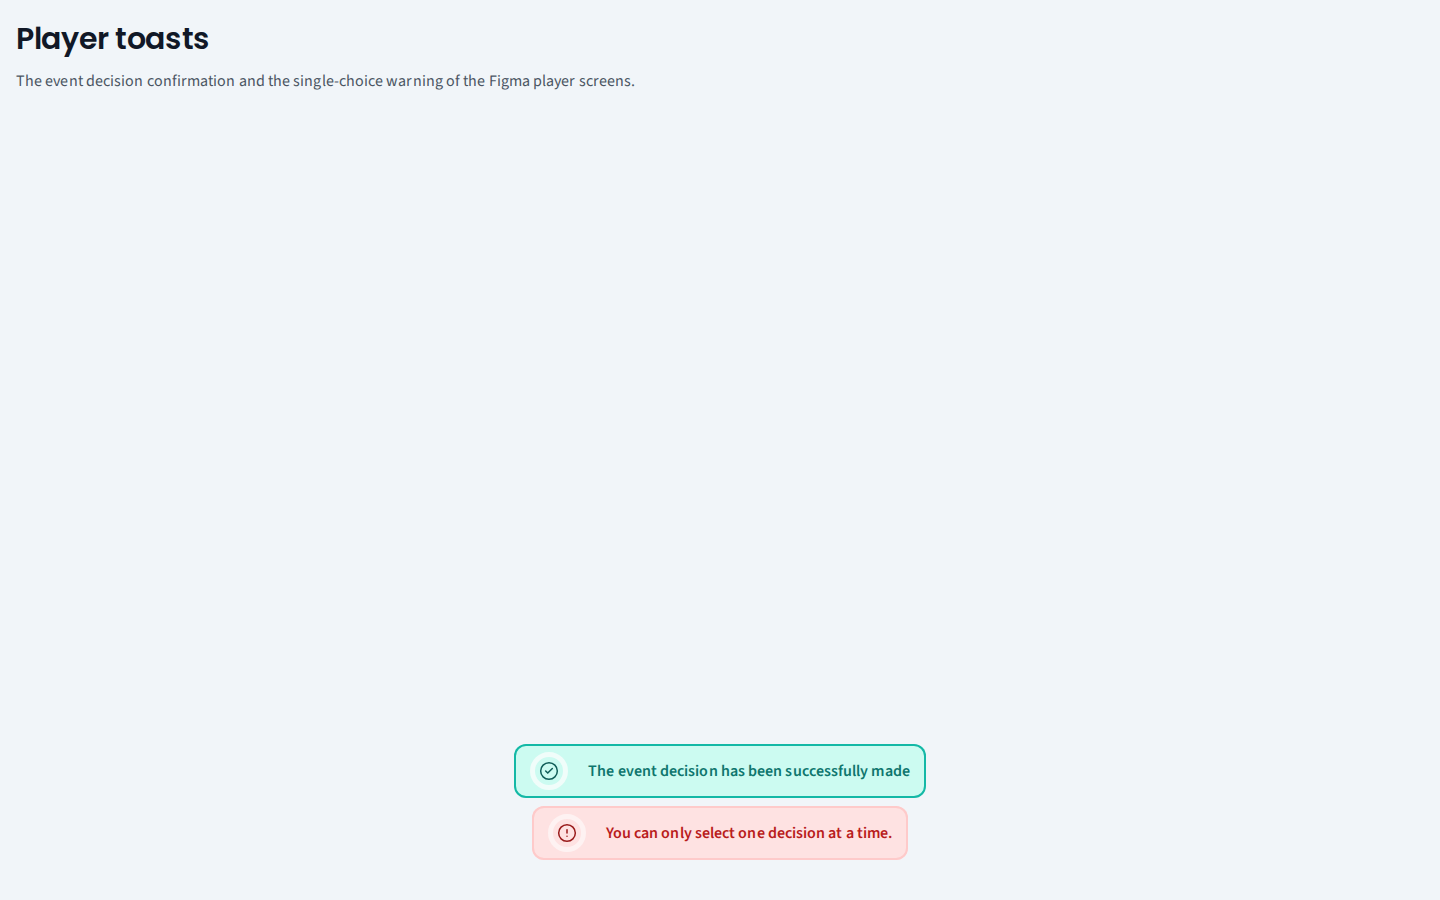 Player toasts
The event decision confirmation and the single-choice warning of the Figma player screens.
The event decision has been successfully made
You can only select one decision at a time.